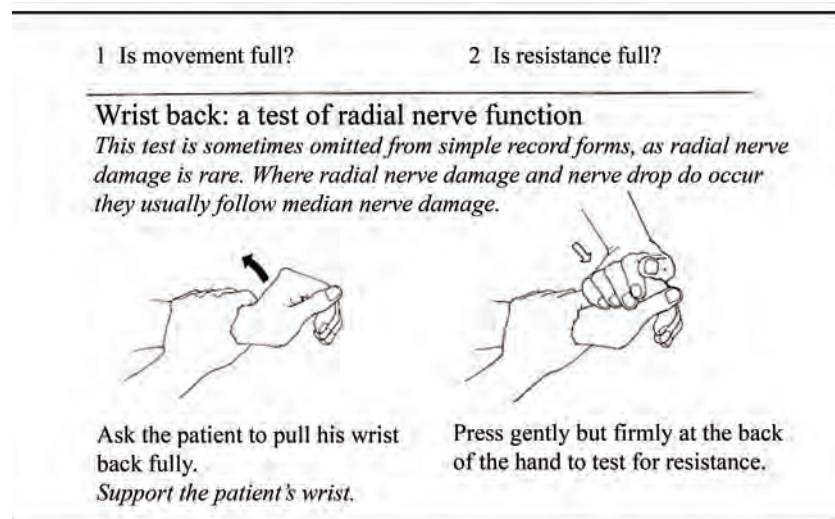 1 Is movement full?
2 Is resistance full?
Wrist back: a test of radial nerve function
This test is sometimes omitted from simple record forms, as radial nerve
damage is rare. Where radial nerve damage and nerve drop do occur
they usually follow median nerve damage.
Ask the patient to pull his wrist
back fully.
Support the patient's wrist.
Press gently but firmly at the back
of the hand to test for resistance.